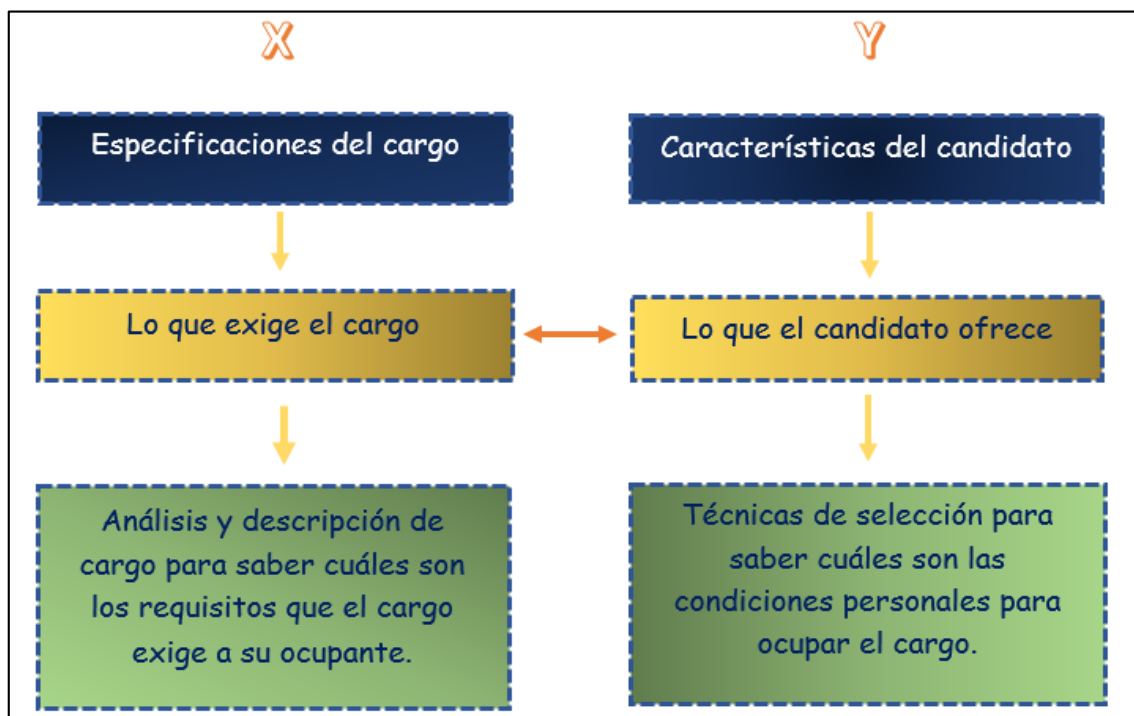 X
Y
Especificaciones del cargo
Características del candidato
Lo que exige el cargo
Lo que el candidato ofrece
Análisis y descripción de
cargo para saber cuáles son
los requisitos que el cargo
exige a su ocupante.
Técnicas de selección para
saber cuáles son las
condiciones personales para
ocupar el cargo.